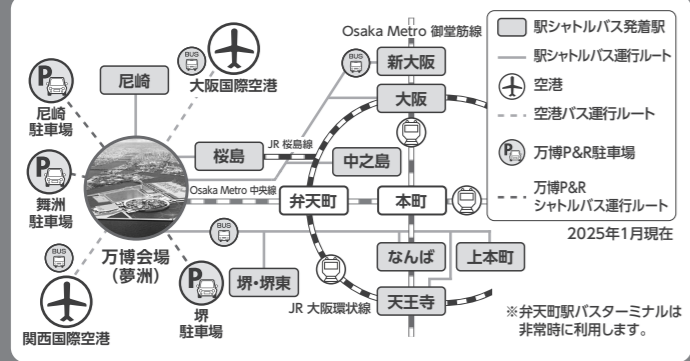 Osaka Metro 御堂筋線
BUS
BUS
新大阪
大阪国際空港
尼崎
P
尼崎
駐車場
大阪
JR 桜島線
桜島
中之島
P
舞洲
駐車場
Osaka Metro 中央線
弁天町
本町
BUS
万博会場
(夢洲)
なんば
上本町
BUS
P
堺
駐車場
堺・堺東
天王寺
JR 大阪環状線
関西国際空港
駅シャトルバス発着駅
駅シャトルバス運行ルート
空港
空港バス運行ルート
P
万博P&R駐車場
万博P&R
シャトルバス運行ルート
2025年1月現在
※弁天町駅バスターミナルは
非常時に利用します。